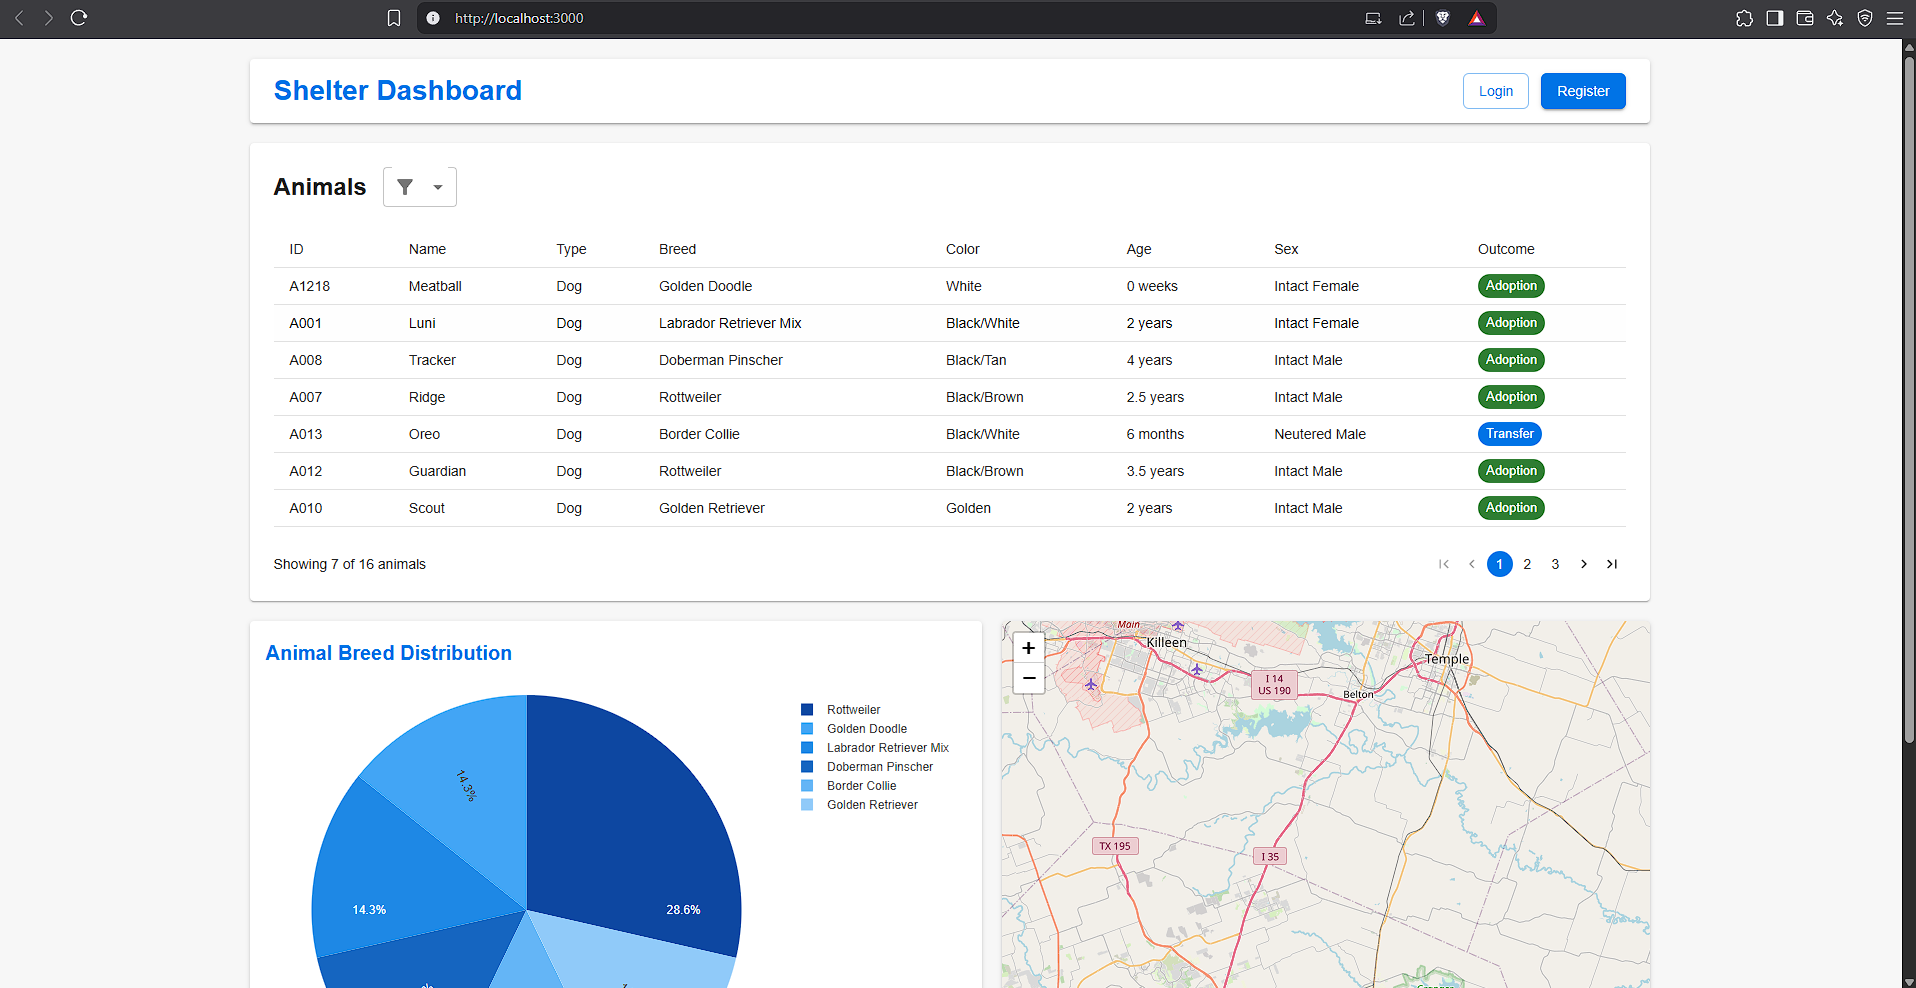 http://localhost:3000
Shelter Dashboard
Login
Register
Animals
ID Name Type Breed Color Age Sex Outcome
A1218 Meatball Dog Golden Doodle White 0 weeks Intact Female Adoption
A001 Luni Dog Labrador Retriever Mix Black/White 2 years Intact Female Adoption
A008 Tracker Dog Doberman Pinscher Black/Tan 4 years Intact Male Adoption
A007 Ridge Dog Rottweiler Black/Brown 2.5 years Intact Male Adoption
A013 Oreo Dog Border Collie Black/White 6 months Neutered Male Transfer
A012 Guardian Dog Rottweiler Black/Brown 3.5 years Intact Male Adoption
A010 Scout Dog Golden Retriever Golden 2 years Intact Male Adoption
Showing 7 of 16 animals
1 2 3
Animal Breed Distribution
14.3%
14.3%
28.6%
Rottweiler
Golden Doodle
Labrador Retriever Mix
Doberman Pinscher
Border Collie
Golden Retriever
+
−
Main
Killeen
Temple
I 14
US 190
Belton
TX 195
I 35